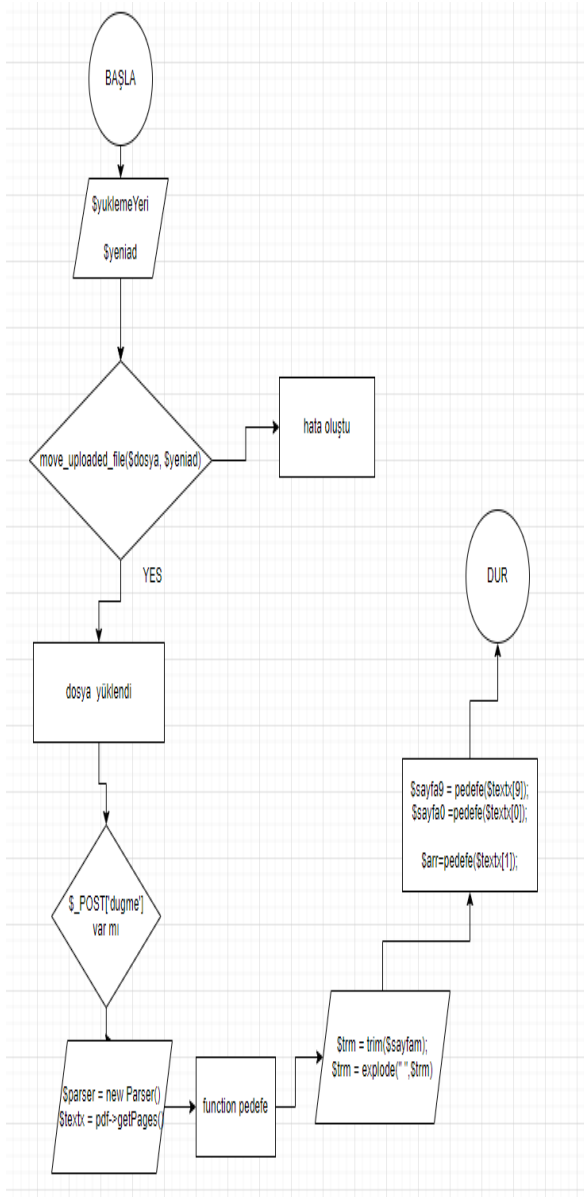 BAŞLA
$yuklemeYeri
$yeniad
move_uploaded_file($dosya, $yeniad)
hata oluştu
YES
dosya yüklendi
$_POST['dugme']
var mı
$parser = new Parser()
$textx = pdf->getPages()
function pedefe
$trm = trim($sayfam);
$trm = explode(" ",$trm)
$sayfa9 = pedefe($textx[9]);
$sayfa0 =pedefe($textx[0]);
$arr=pedefe($textx[1]);
DUR